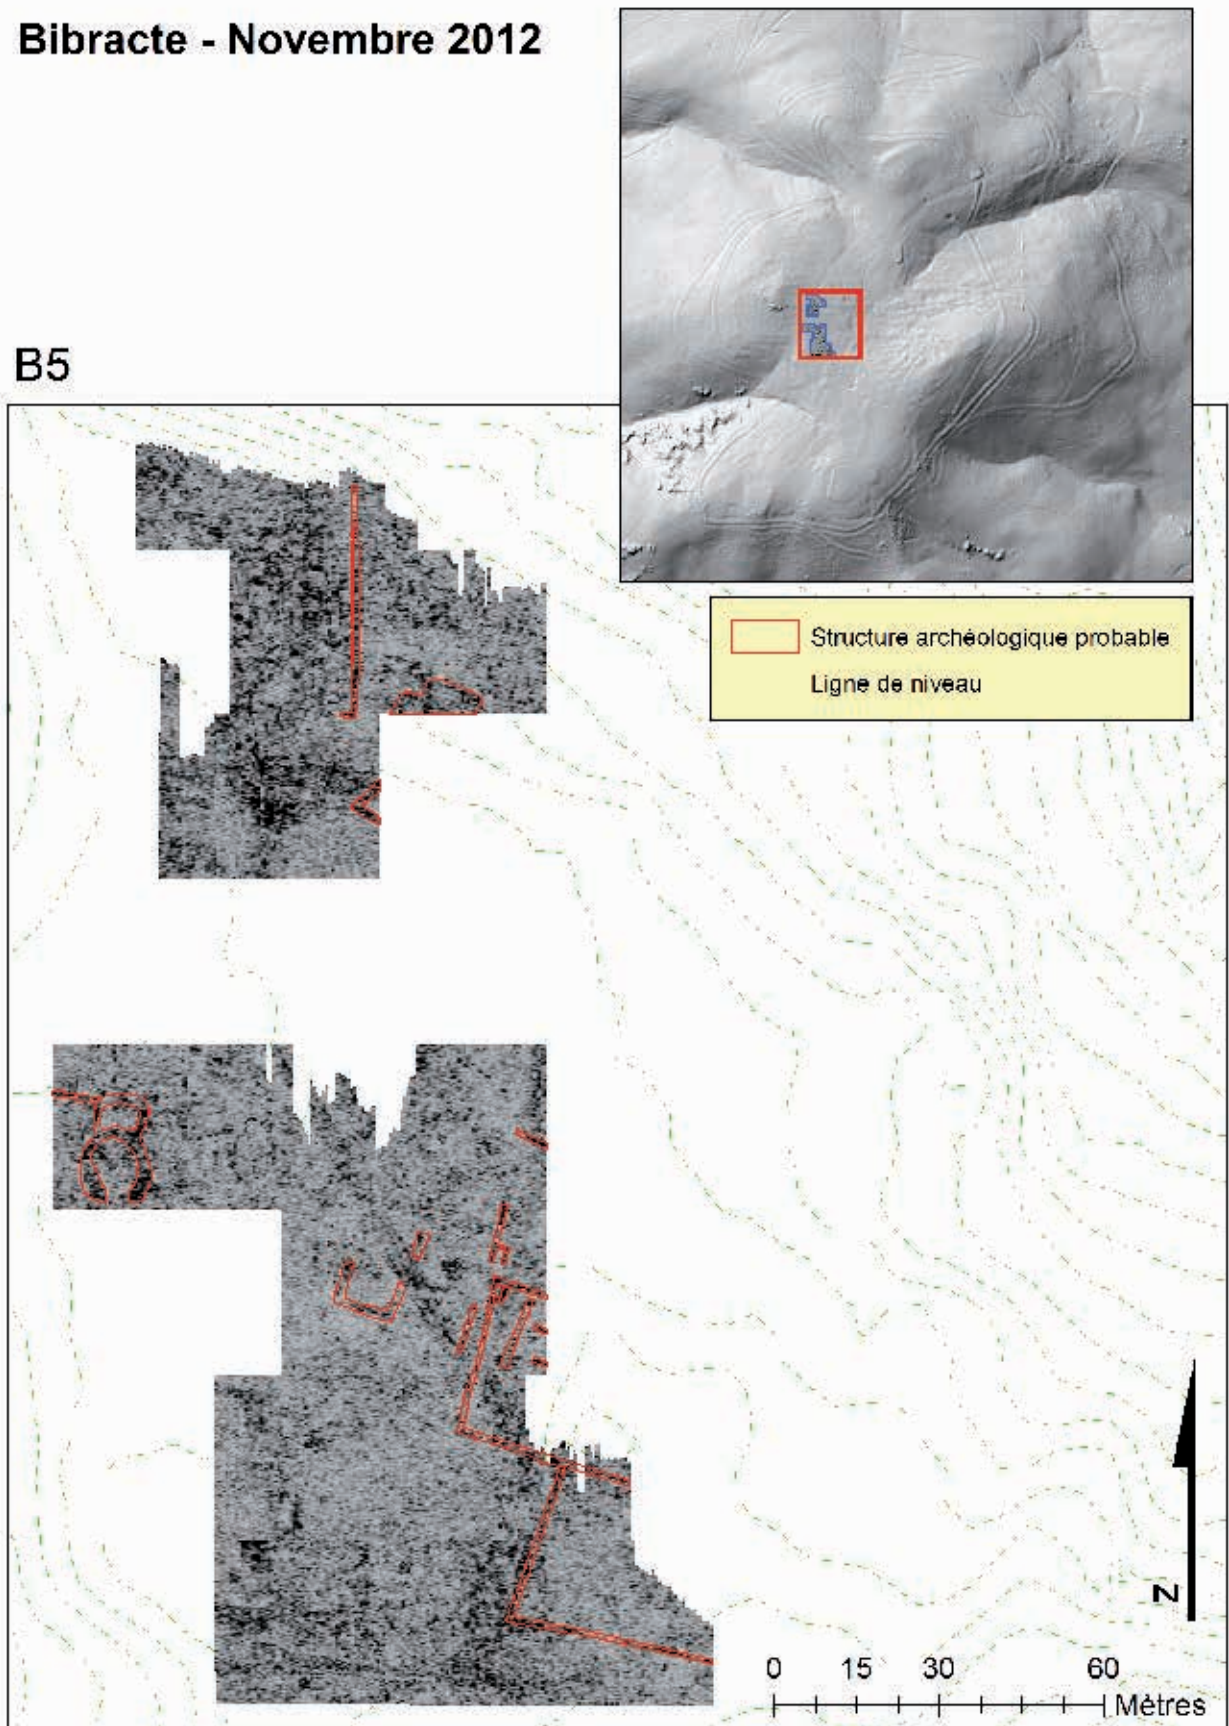 Bibracte - Novembre 2012
B5
Structure archéologique probable
Ligne de niveau
N
0 15 30 60
Mètres